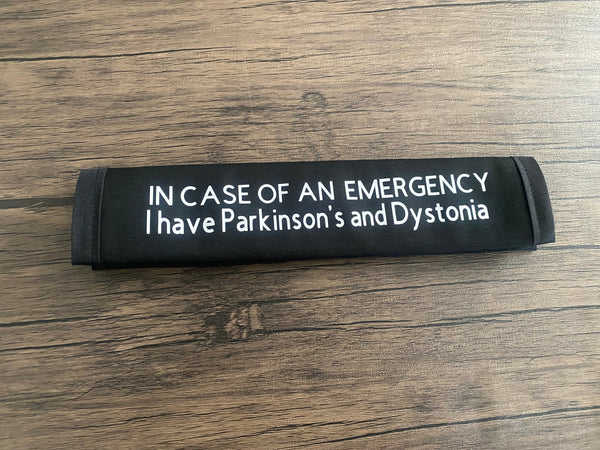 IN CASE OF AN EMERGENCY
I have Parkinson's and Dystonia